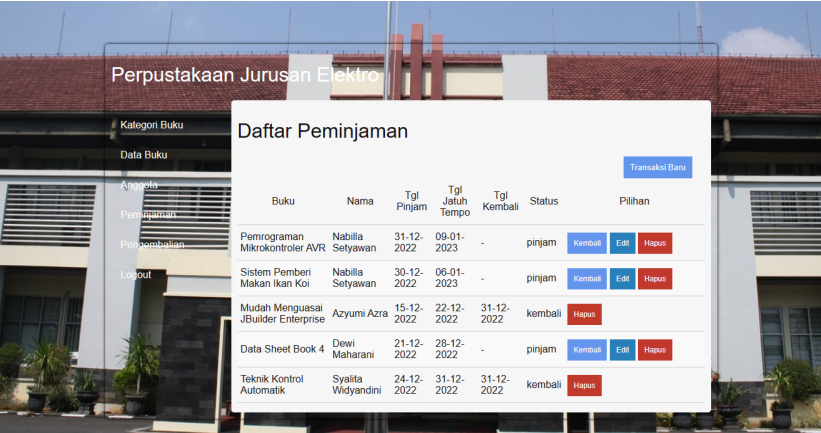 Perpustakaan Jurusan Elektro
Kategori Buku
Data Buku
Anggota
Peminjaman
Pengembalian
Logout
Daftar Peminjaman
Transaksi Baru
Buku Nama Tgl Pinjam Tgl Jatuh Tempo Tgl Kembali Status Pilihan
Pemrograman Mikrokontroler AVR Nabilla Setyawan 31-12-2022 09-01-2023 - pinjam Kembali Edit Hapus
Sistem Pemberi Makan Ikan Koi Nabilla Setyawan 30-12-2022 06-01-2023 - pinjam Kembali Edit Hapus
Mudah Menguasai JBuilder Enterprise Azyumi Azra 15-12-2022 22-12-2022 31-12-2022 kembali Hapus
Data Sheet Book 4 Dewi Maharani 21-12-2022 28-12-2022 - pinjam Kembali Edit Hapus
Teknik Kontrol Automatik Syalita Widyandini 24-12-2022 31-12-2022 31-12-2022 kembali Hapus